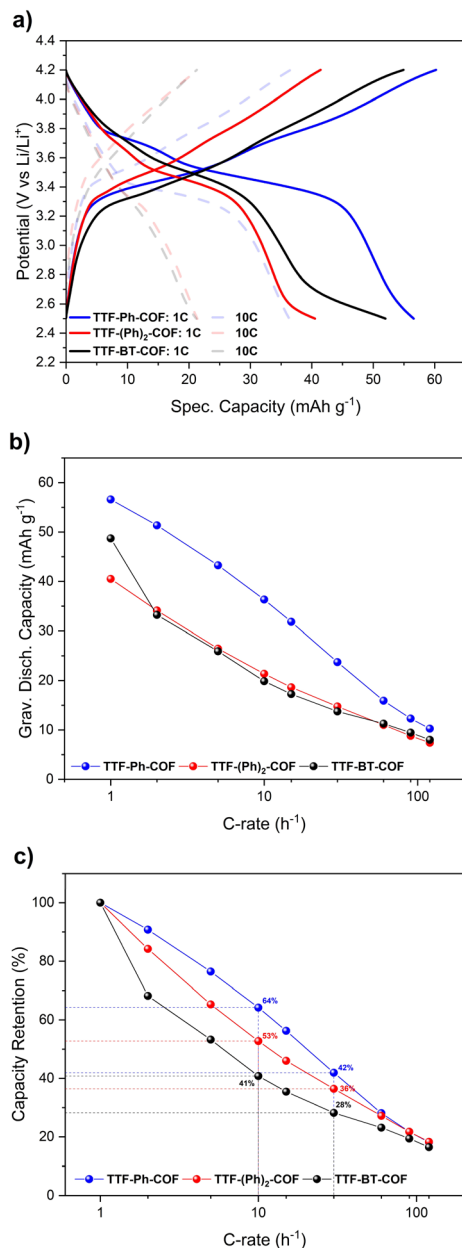 a)
4.2
4.0
3.8
3.6
3.4
3.2
3.0
2.8
2.6
2.4
2.2
Potential (V vs Li/Li⁺)
TTF-Ph-COF: 1C 10C
TTF-(Ph)₂-COF: 1C 10C
TTF-BT-COF: 1C 10C
0 10 20 30 40 50 60
Spec. Capacity (mAh g⁻¹)
b)
60
50
40
30
20
10
0
Grav. Disch. Capacity (mAh g⁻¹)
TTF-Ph-COF TTF-(Ph)₂-COF TTF-BT-COF
1 10 100
C-rate (h⁻¹)
c)
100
80
60
40
20
0
Capacity Retention (%)
64%
53%
41%
42%
36%
28%
TTF-Ph-COF TTF-(Ph)₂-COF TTF-BT-COF
1 10 100
C-rate (h⁻¹)